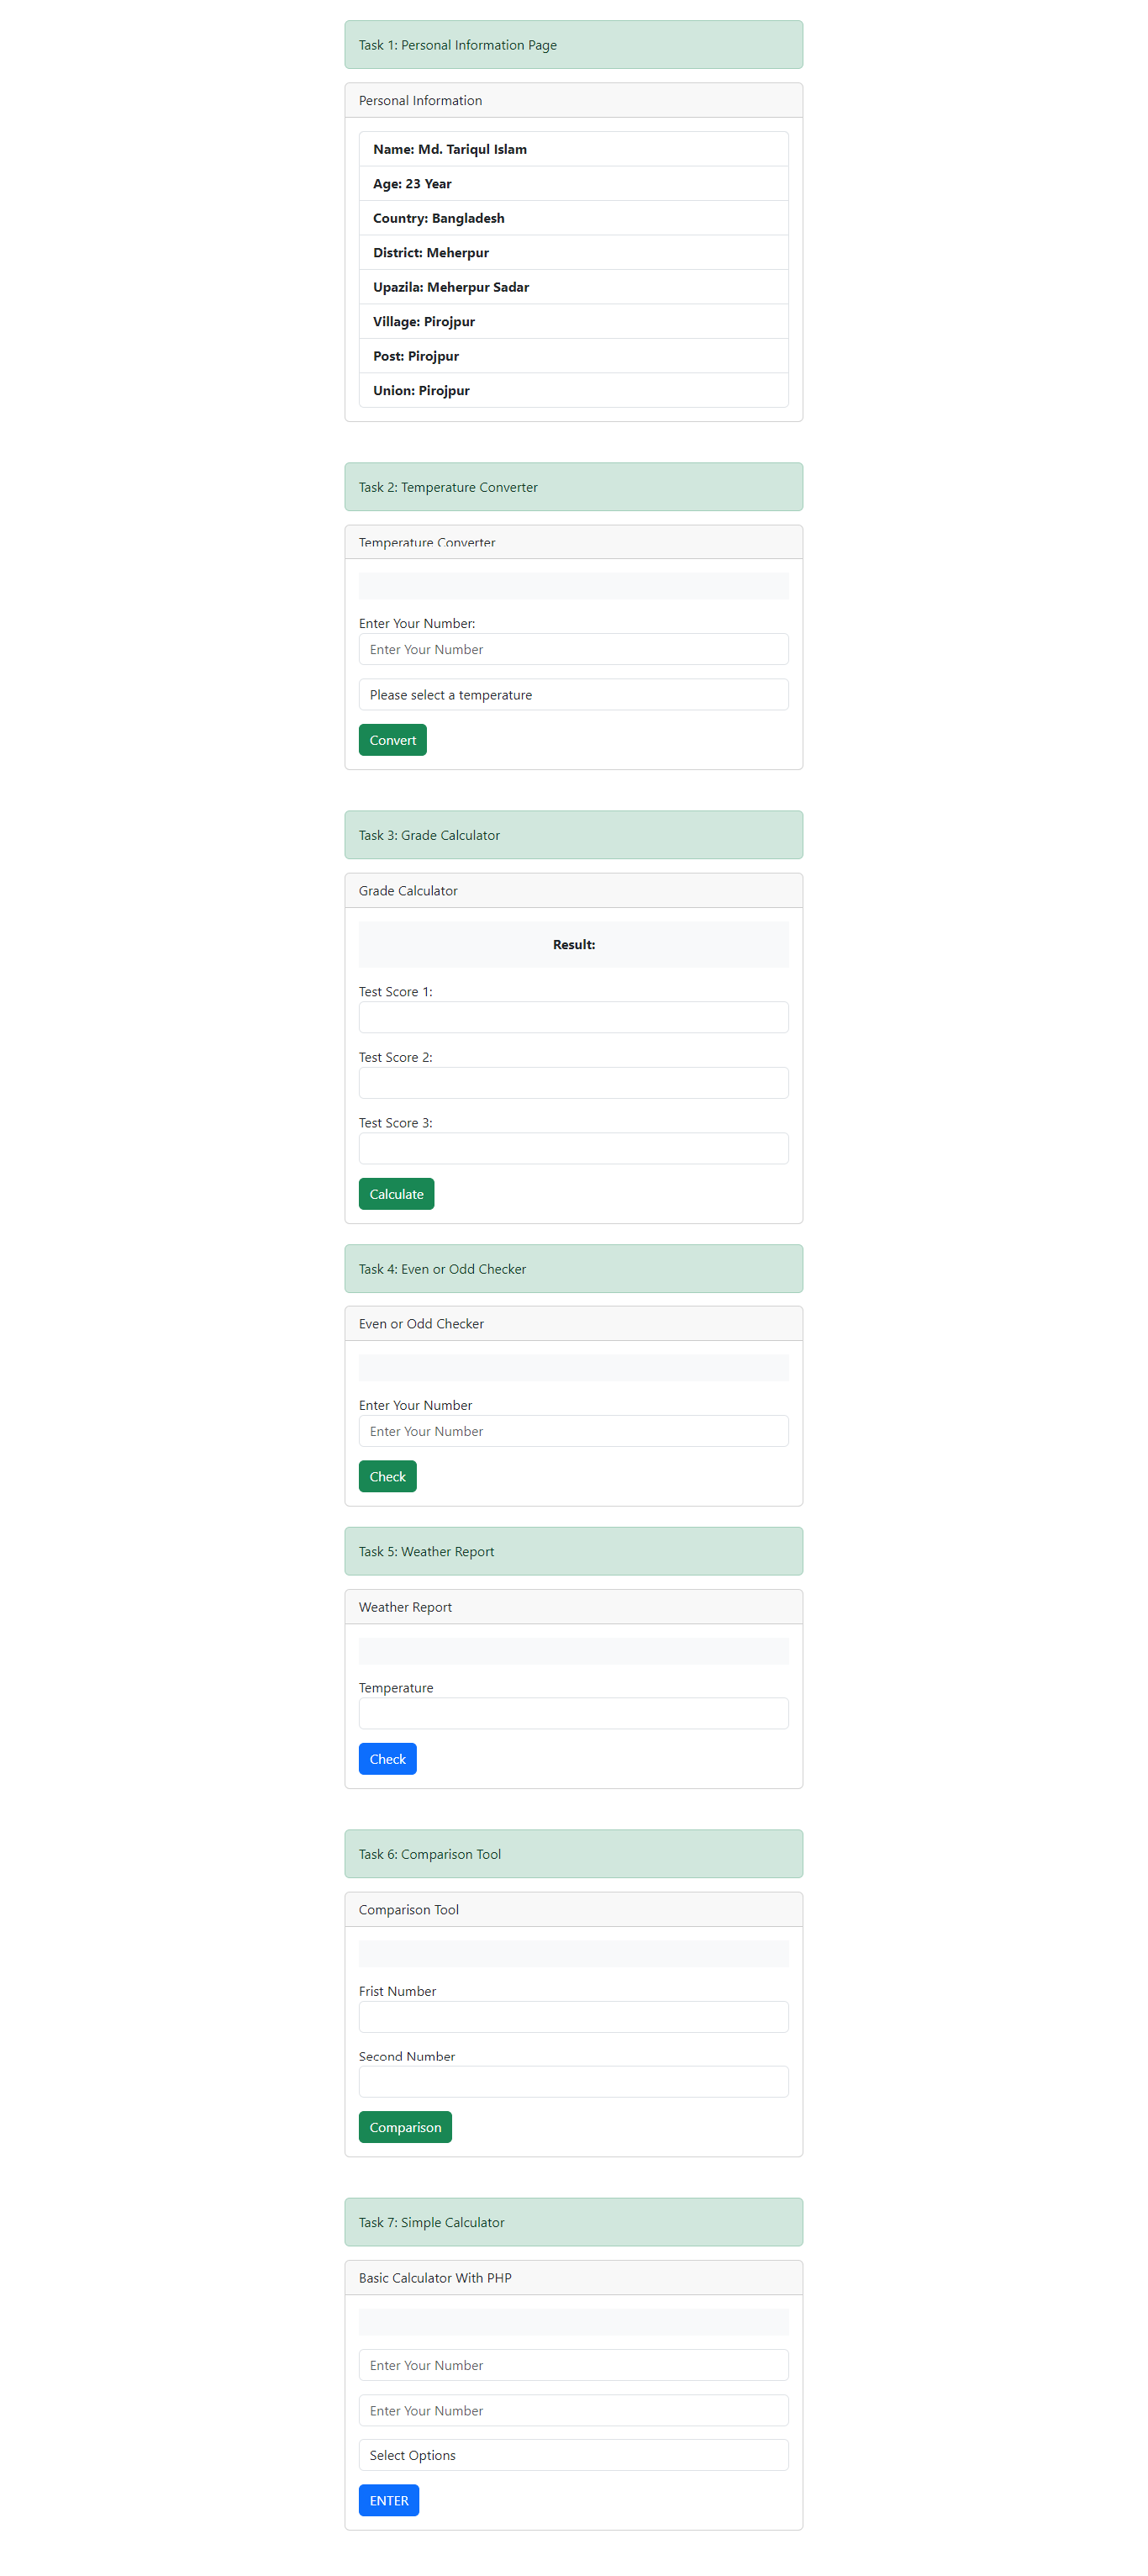 Task 1: Personal Information Page
Personal Information
Name: Md. Tariqul Islam
Age: 23 Year
Country: Bangladesh
District: Meherpur
Upazila: Meherpur Sadar
Village: Pirojpur
Post: Pirojpur
Union: Pirojpur
Task 2: Temperature Converter
Temperature Converter
Enter Your Number:
Enter Your Number
Please select a temperature
Convert
Task 3: Grade Calculator
Grade Calculator
Result:
Test Score 1:
Test Score 2:
Test Score 3:
Calculate
Task 4: Even or Odd Checker
Even or Odd Checker
Enter Your Number
Enter Your Number
Check
Task 5: Weather Report
Weather Report
Temperature
Check
Task 6: Comparison Tool
Comparison Tool
Frist Number
Second Number
Comparison
Task 7: Simple Calculator
Basic Calculator With PHP
Enter Your Number
Enter Your Number
Select Options
ENTER